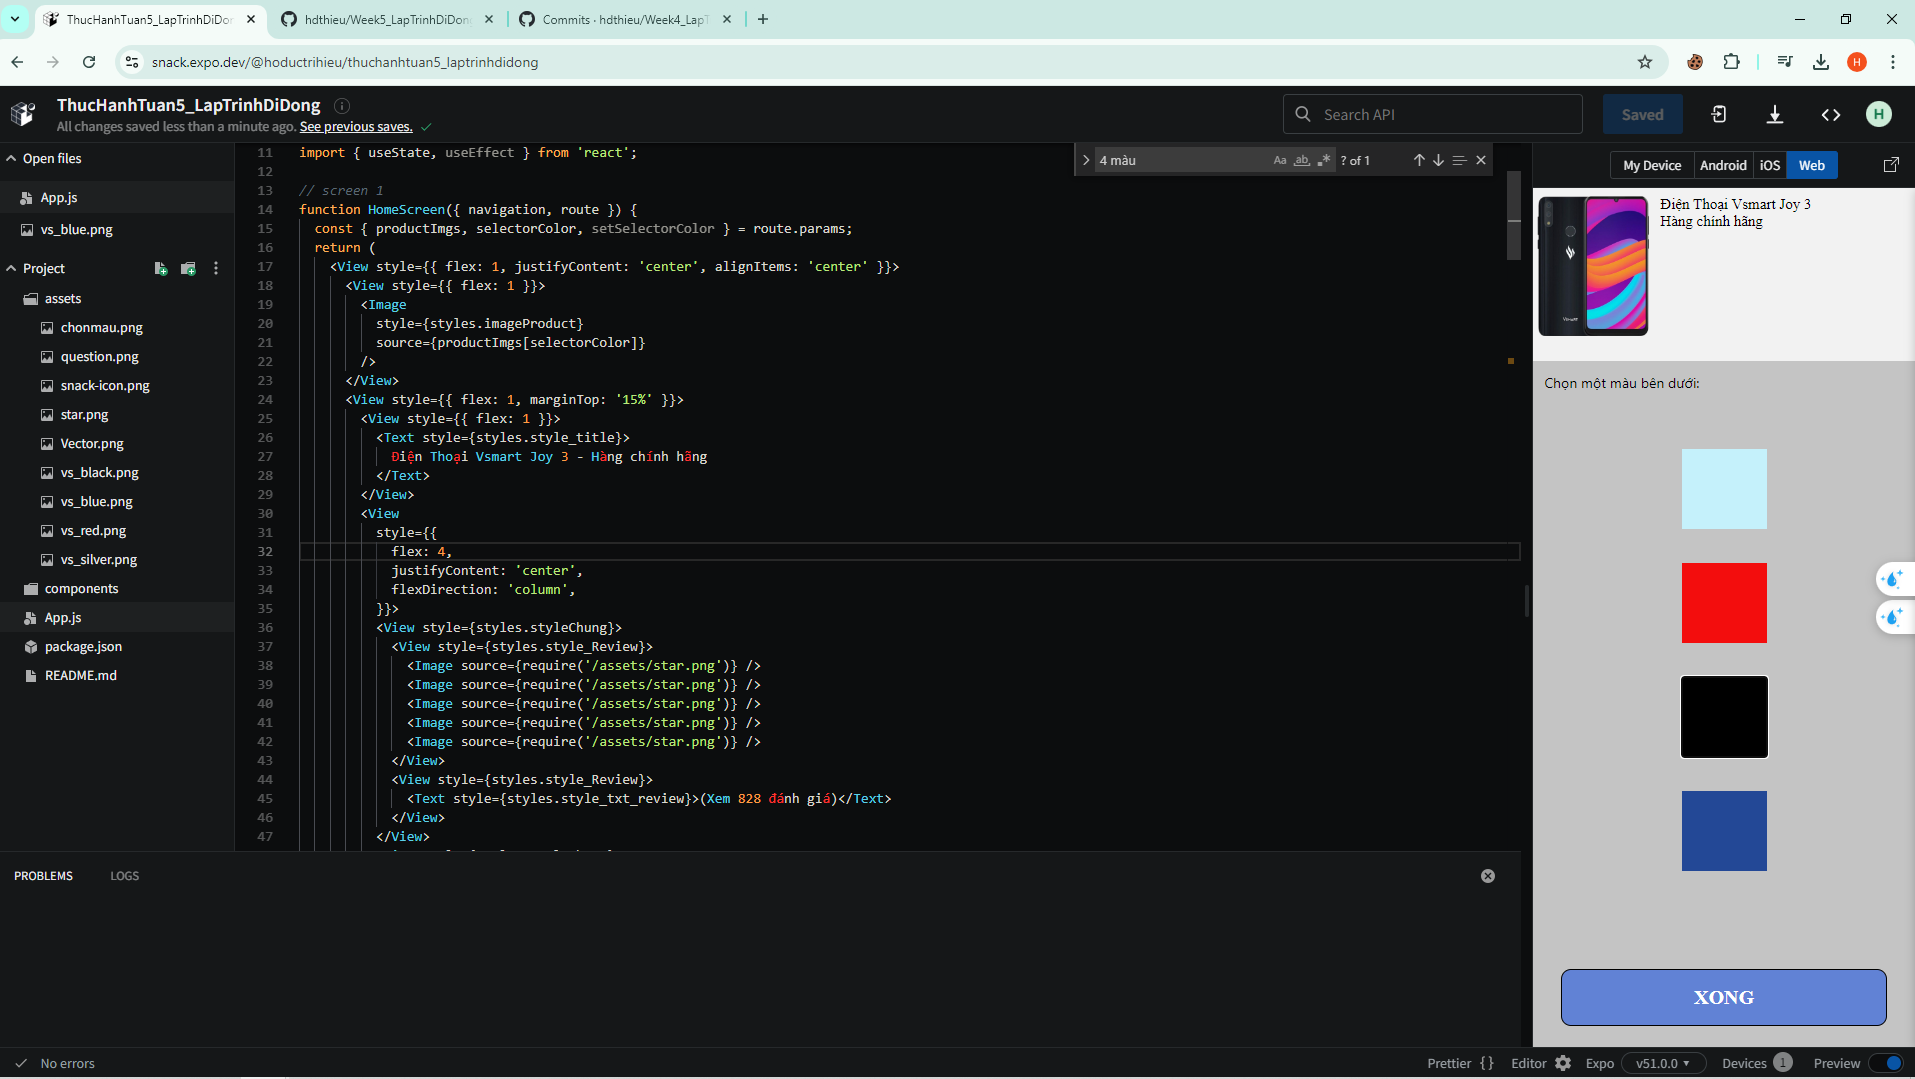 ThucHanhTuan5_LapTrinhDiDon
hdthieu/Week5_LapTrinhDiDon
Commits · hdthieu/Week4_LapT
snack.expo.dev/@hoductrihieu/thuchanhtuan5_laptrinhdidong
H
ThucHanhTuan5_LapTrinhDiDong
All changes saved less than a minute ago. See previous saves.
Search API
Saved
H
Open files
App.js
vs_blue.png
Project
assets
chonmau.png
question.png
snack-icon.png
star.png
Vector.png
vs_black.png
vs_blue.png
vs_red.png
vs_silver.png
components
App.js
package.json
README.md
4 màu
Aa ab .* ? of 1
11 import { useState, useEffect } from 'react';
12
13 // screen 1
14 function HomeScreen({ navigation, route }) {
15 const { productImgs, selectorColor, setSelectorColor } = route.params;
16 return (
17 <View style={{ flex: 1, justifyContent: 'center', alignItems: 'center' }}>
18 <View style={{ flex: 1 }}>
19 <Image
20 style={styles.imageProduct}
21 source={productImgs[selectorColor]}
22 />
23 </View>
24 <View style={{ flex: 1, marginTop: '15%' }}>
25 <View style={{ flex: 1 }}>
26 <Text style={styles.style_title}>
27 Điện Thoại Vsmart Joy 3 - Hàng chính hãng
28 </Text>
29 </View>
30 <View
31 style={{
32 flex: 4,
33 justifyContent: 'center',
34 flexDirection: 'column',
35 }}>
36 <View style={styles.styleChung}>
37 <View style={styles.style_Review}>
38 <Image source={require('/assets/star.png')} />
39 <Image source={require('/assets/star.png')} />
40 <Image source={require('/assets/star.png')} />
41 <Image source={require('/assets/star.png')} />
42 <Image source={require('/assets/star.png')} />
43 </View>
44 <View style={styles.style_Review}>
45 <Text style={styles.style_txt_review}>(Xem 828 đánh giá)</Text>
46 </View>
47 </View>
My Device
Android
iOS
Web
Điện Thoại Vsmart Joy 3
Hàng chính hãng
Chọn một màu bên dưới:
XONG
PROBLEMS
LOGS
No errors
Prettier { }
Editor
Expo
v51.0.0
Devices 1
Preview